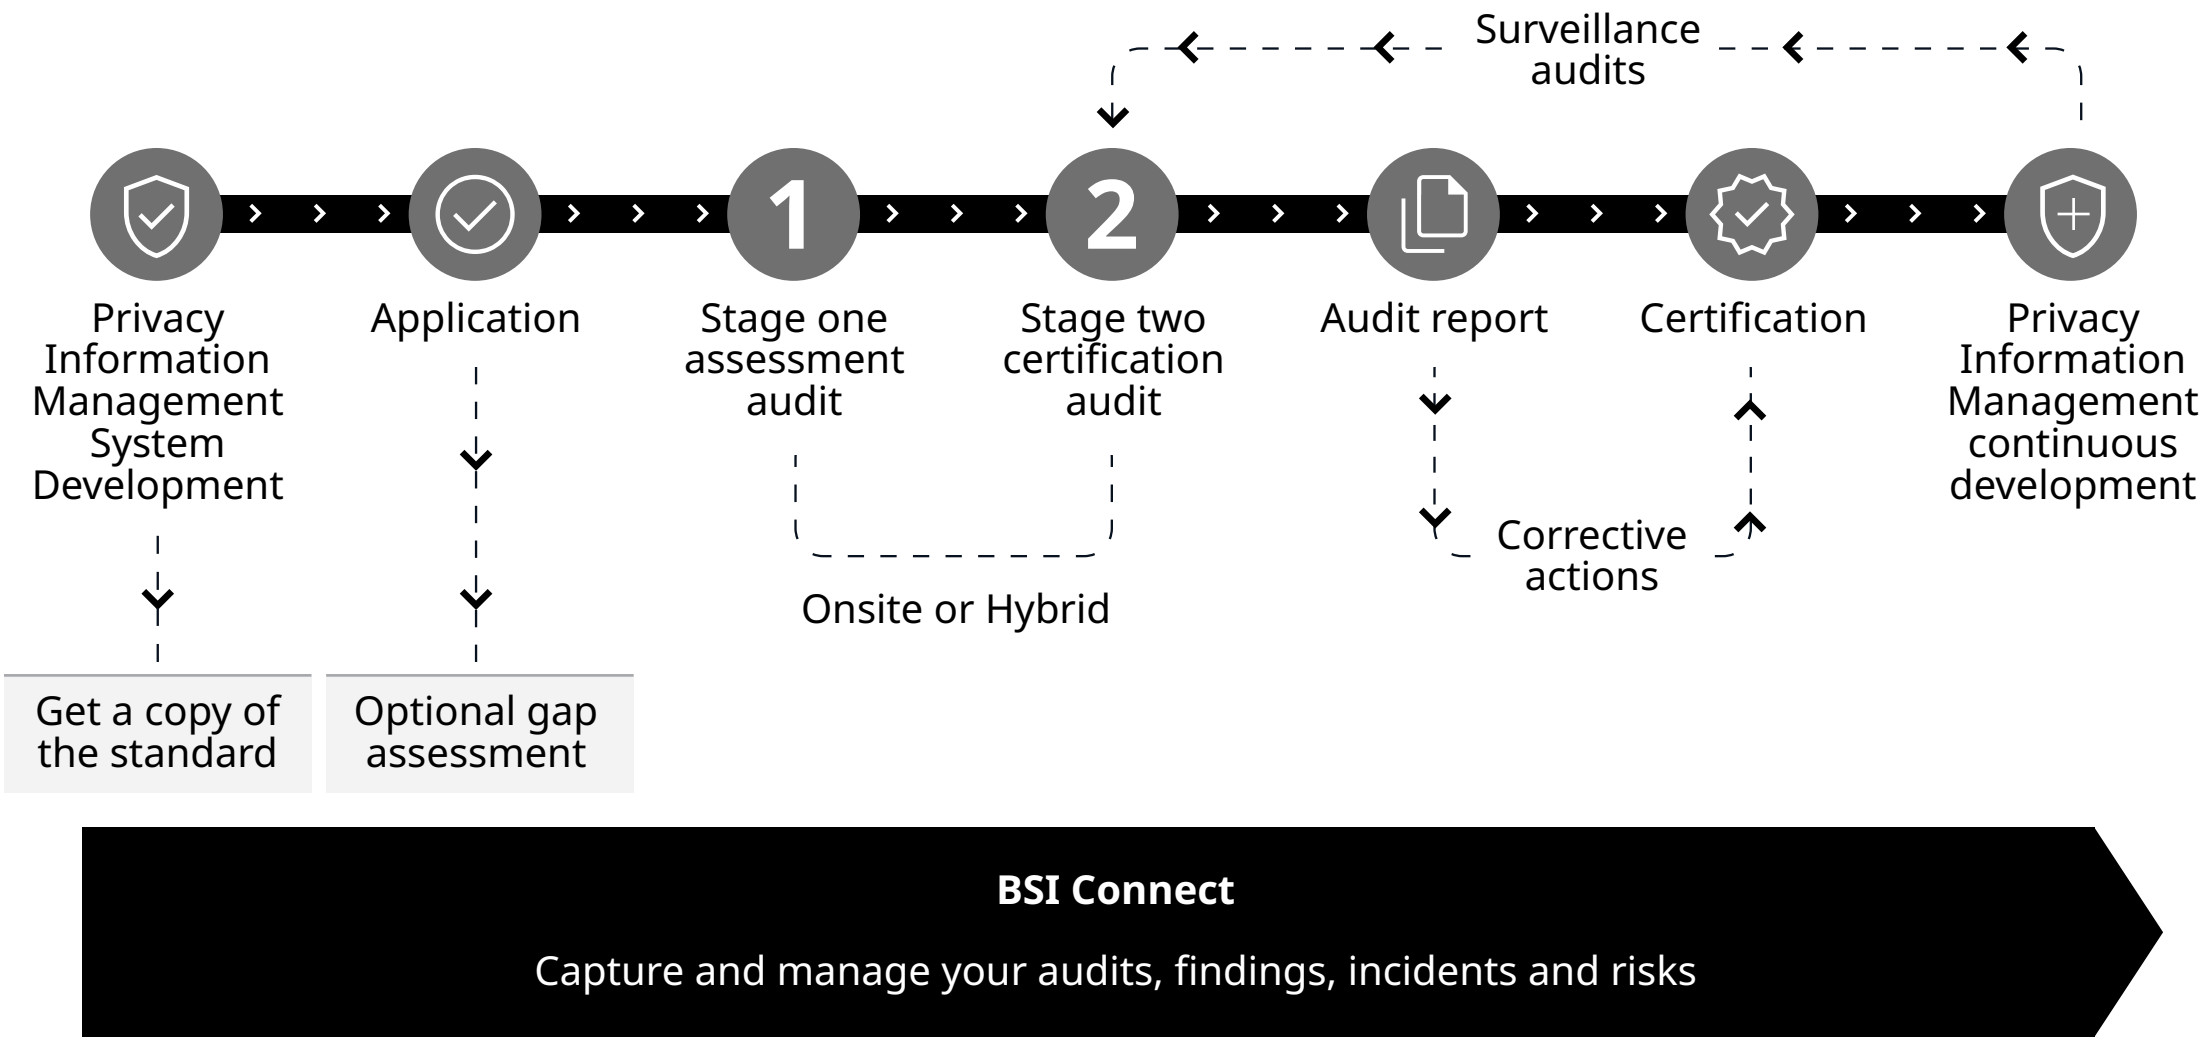 Surveillance
audits
1
2
Privacy
Information
Management
System
Development
Application
Stage one
assessment
audit
Stage two
certification
audit
Audit report
Certification
Privacy
Information
Management
continuous
development
Onsite or Hybrid
Corrective
actions
Get a copy of
the standard
Optional gap
assessment
BSI Connect
Capture and manage your audits, findings, incidents and risks